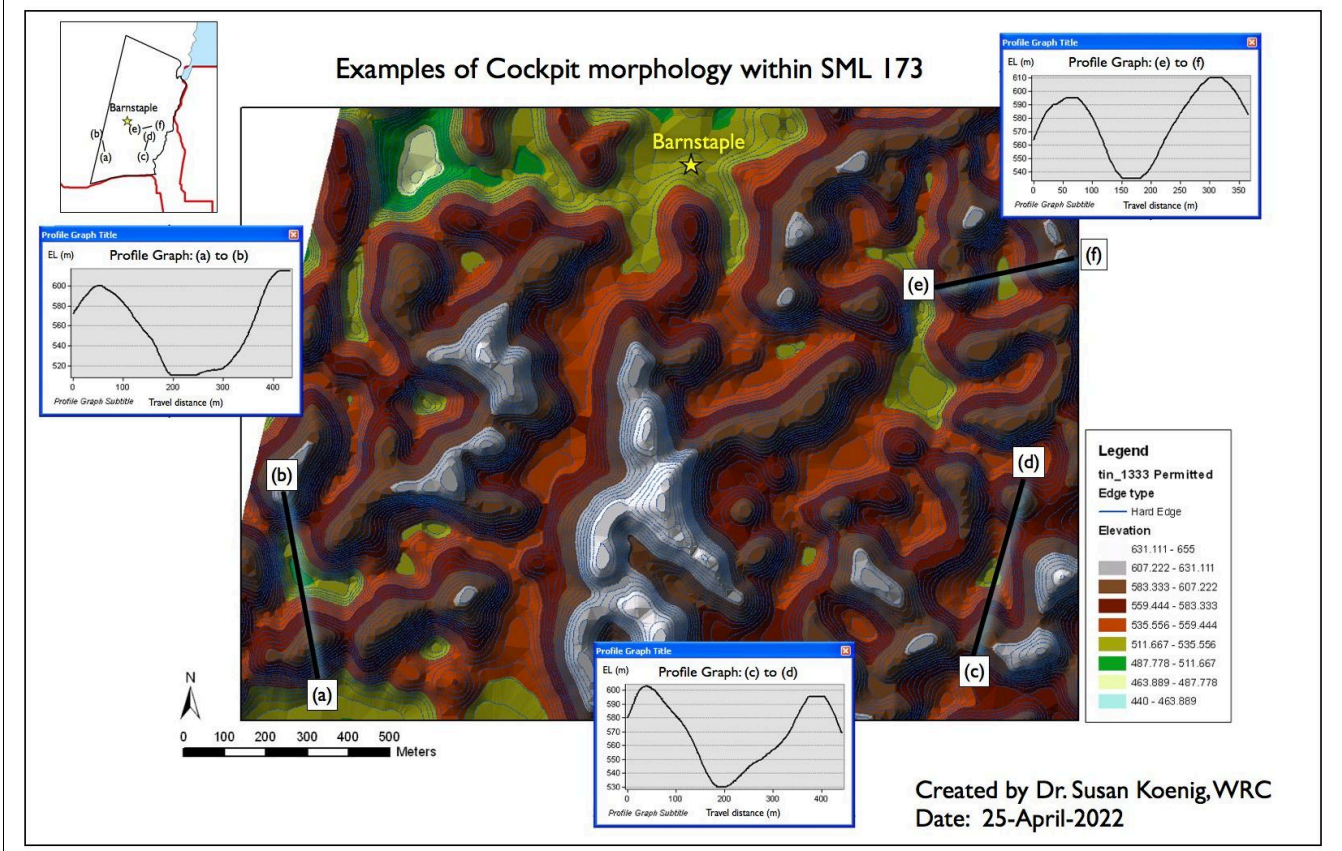 Examples of Cockpit morphology within SML 173
Barnstaple
(b)
(a)
(e)
(f)
(d)
(c)
Profile Graph Title
EL (m)
Profile Graph: (e) to (f)
610
590
580
570
560
550
540
0
50
100
150
200
250
300
350
Profile Graph Subtitle
Travel distance (m)
Barnstaple
Profile Graph Title
EL (m)
Profile Graph: (a) to (b)
600
580
560
540
520
0
100
200
300
400
Profile Graph Subtitle
Travel distance (m)
(e)
(f)
(b)
(a)
(d)
(c)
Legend
tin_1333 Permitted
Edge type
Hard Edge
Elevation
631.111 - 655
607.222 - 631.111
583.333 - 607.222
559.444 - 583.333
535.556 - 559.444
511.667 - 535.556
487.778 - 511.667
463.889 - 487.778
440 - 463.889
N
0 100 200 300 400 500
Meters
Profile Graph Title
EL (m)
Profile Graph: (c) to (d)
600
590
580
570
560
550
540
530
0
100
200
300
400
Profile Graph Subtitle
Travel distance (m)
Created by Dr. Susan Koenig, WRC
Date: 25-April-2022